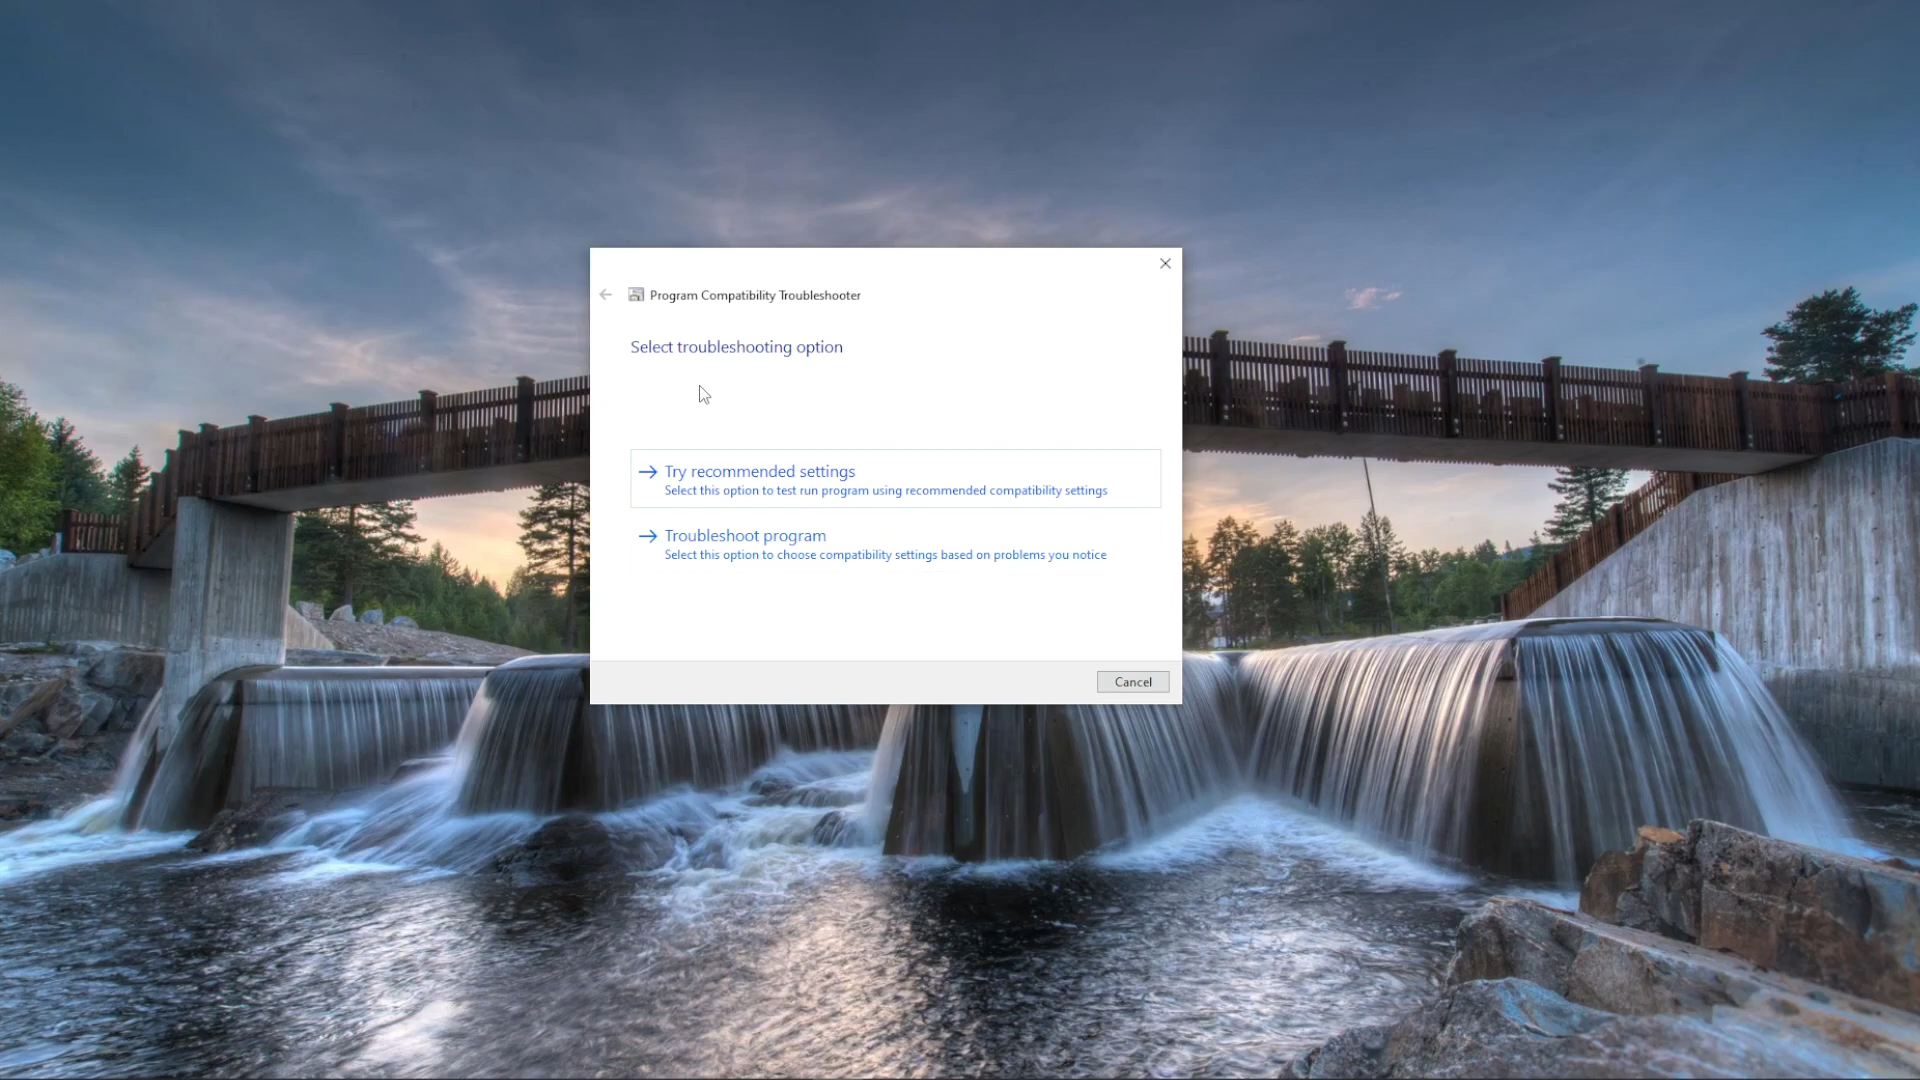 Program Compatibility Troubleshooter
Select troubleshooting option
Try recommended settings
Select this option to test run program using recommended compatibility settings
Troubleshoot program
Select this option to choose compatibility settings based on problems you notice
Cancel